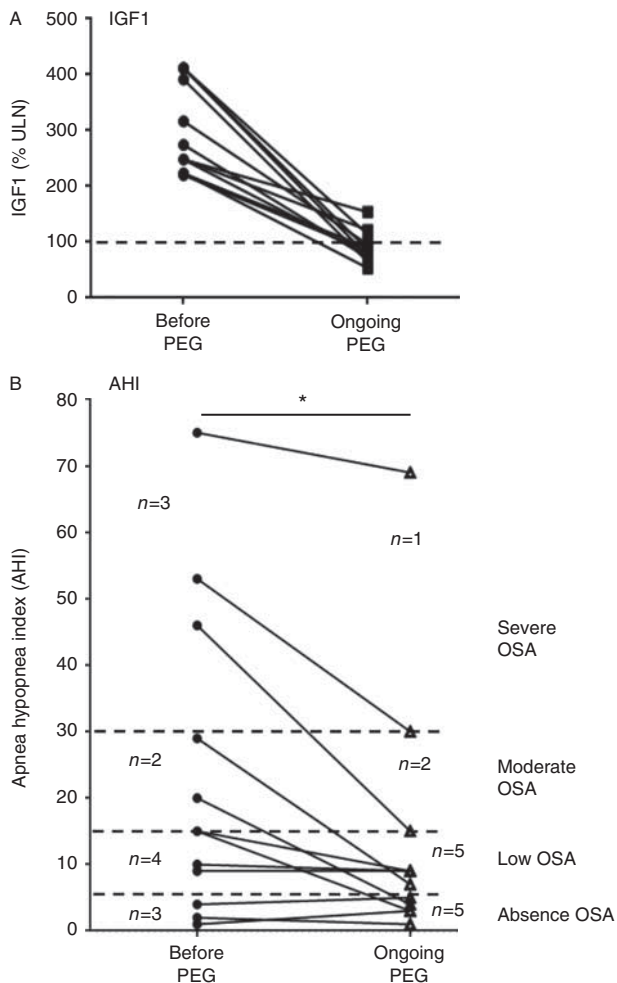 A IGF1
500
400
300
200
100
0
IGF1 (% ULN)
Before
PEG
Ongoing
PEG
B AHI
80
70
60
50
40
30
20
10
0
Apnea hypopnea index (AHI)
*
n=3
n=1
Severe
OSA
n=2
n=2
Moderate
OSA
n=4
n=5
Low OSA
n=3
n=5
Absence OSA
Before
PEG
Ongoing
PEG